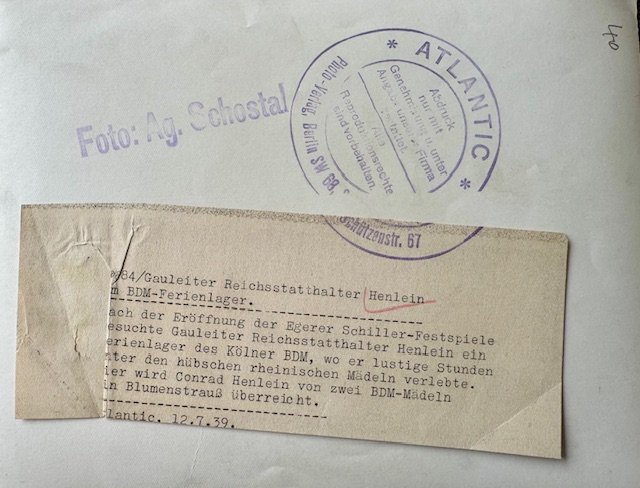 40
Foto: Ag. Schostal
* ATLANTIC *
Photo-Verlag, Berlin SW 68,
Schützenstr. 67
Abdruck
nur mit
Genehmigung u. unter
Firma
gestattet.
Alle
Reproduktionsrechte
sind vorbehalten.
84/Gauleiter Reichsstatthalter Henlein
m BDM-Ferienlager.
ach der Eröffnung der Egerer Schiller-Festspiele
esuchte Gauleiter Reichsstatthalter Henlein ein
erienlager des Kölner BDM, wo er lustige Stunden
nter den hübschen rheinischen Mädeln verlebte.
ier wird Conrad Henlein von zwei BDM-Mädeln
in Blumenstrauß überreicht.
tlantic. 12.7.39.